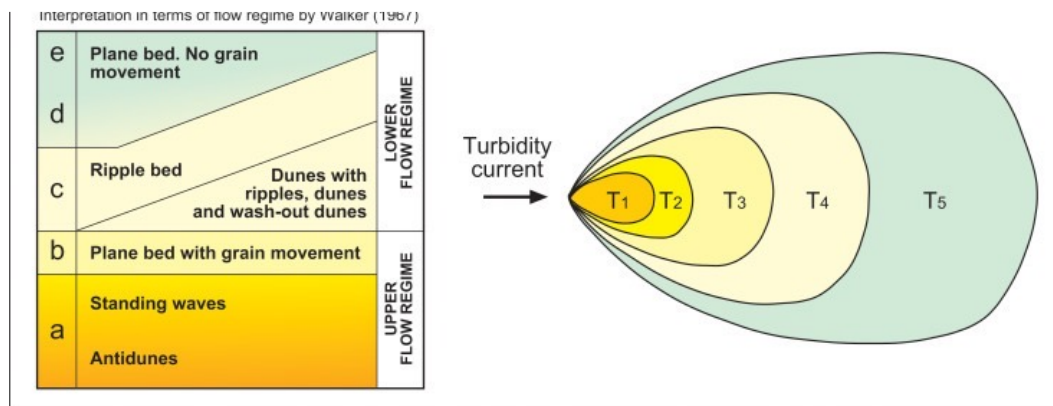 Interpretation in terms of flow regime by Walker (1967)
e
Plane bed. No grain
movement
d
c
Ripple bed
Dunes with
ripples, dunes
and wash-out dunes
LOWER
FLOW REGIME
b
Plane bed with grain movement
a
Standing waves
Antidunes
UPPER
FLOW REGIME
Turbidity
current
T1
T2
T3
T4
T5